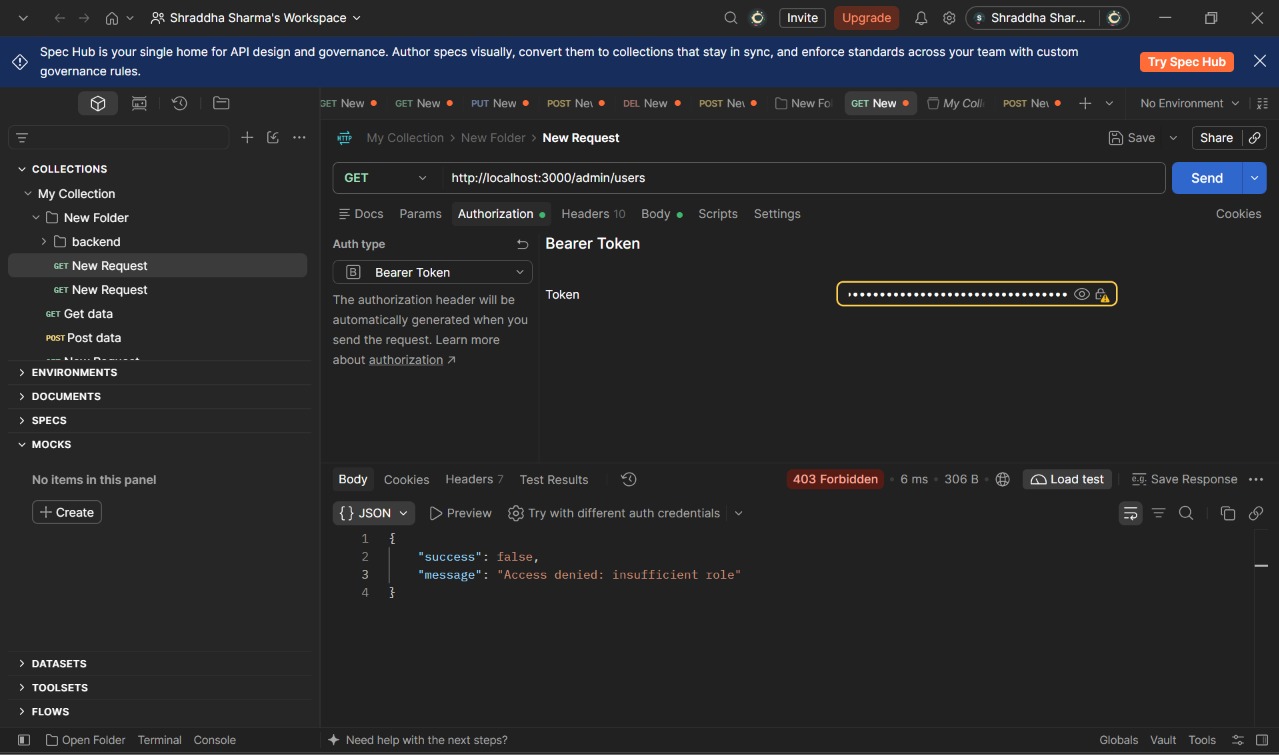 Shraddha Sharma's Workspace
Invite
Upgrade
Shraddha Shar...
Spec Hub is your single home for API design and governance. Author specs visually, convert them to collections that stay in sync, and enforce standards across your team with custom
governance rules.
Try Spec Hub
GET New
GET New
PUT New
POST Nev
DEL New
POST Nev
New Fo
GET New
My Coll
POST Nev
No Environment
HTTP
My Collection > New Folder > New Request
Save
Share
COLLECTIONS
My Collection
New Folder
backend
GET New Request
GET New Request
GET Get data
POST Post data
ENVIRONMENTS
DOCUMENTS
SPECS
MOCKS
No items in this panel
+ Create
DATASETS
TOOLSETS
FLOWS
GET
http://localhost:3000/admin/users
Send
Docs
Params
Authorization
Headers 10
Body
Scripts
Settings
Cookies
Auth type
B Bearer Token
The authorization header will be
automatically generated when you
send the request. Learn more
about authorization ↗
Bearer Token
Token
Body
Cookies
Headers 7
Test Results
403 Forbidden
6 ms
306 B
Load test
e.g. Save Response
{} JSON
Preview
Try with different auth credentials
1 {
2 "success": false,
3 "message": "Access denied: insufficient role"
4 }
Open Folder
Terminal
Console
Need help with the next steps?
Globals
Vault
Tools